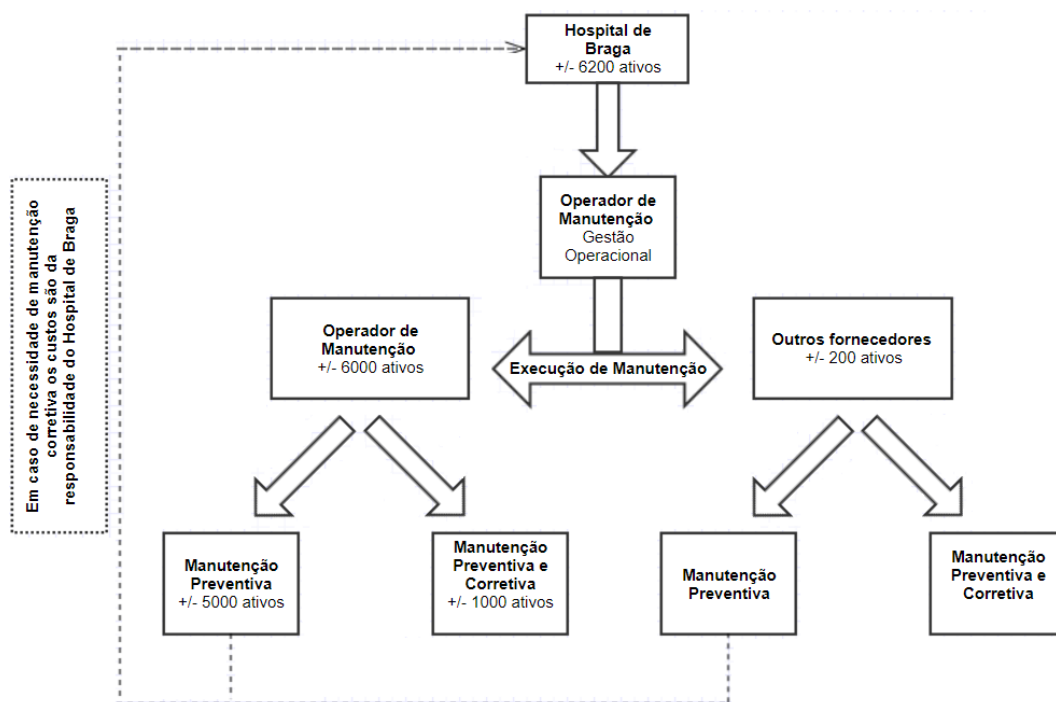 Hospital de
Braga
+/- 6200 ativos
Operador de
Manutenção
Gestão
Operacional
Operador de
Manutenção
+/- 6000 ativos
Execução de Manutenção
Outros fornecedores
+/- 200 ativos
Manutenção
Preventiva
+/- 5000 ativos
Manutenção
Preventiva e
Corretiva
+/- 1000 ativos
Manutenção
Preventiva
Manutenção
Preventiva e
Corretiva
Em caso de necessidade de manutenção
corretiva os custos são da
responsabilidade do Hospital de Braga